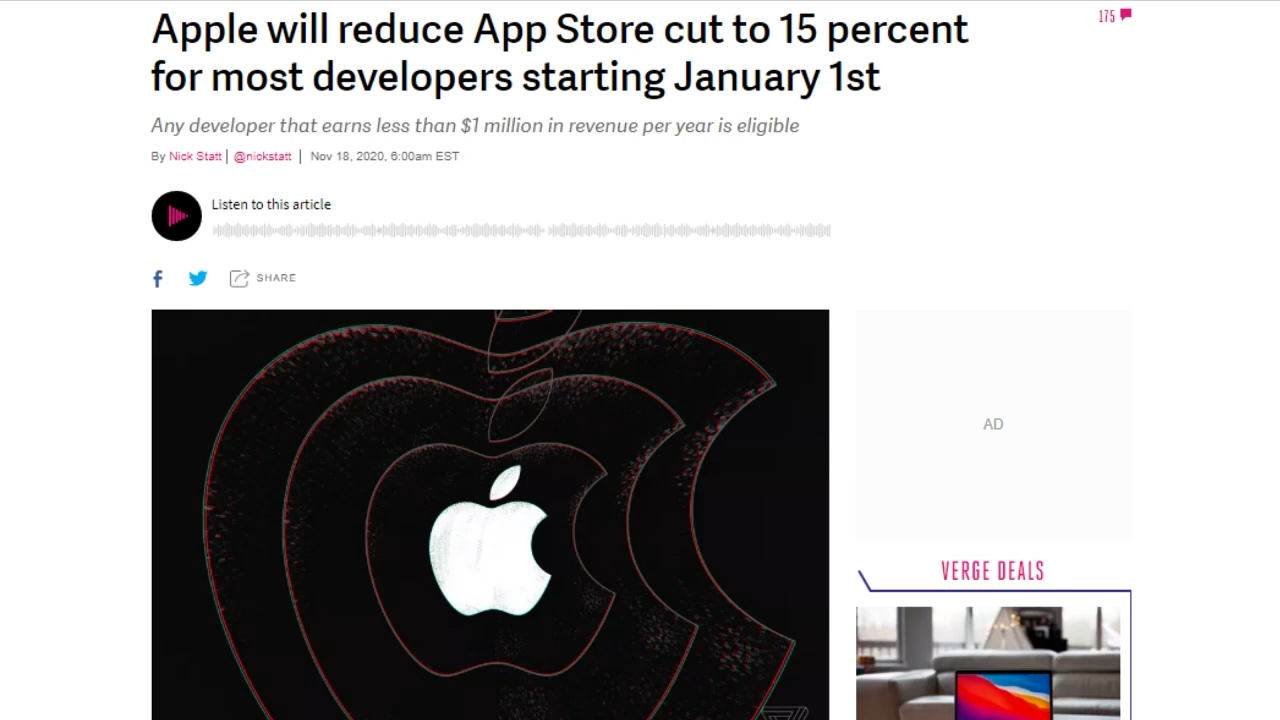 Apple will reduce App Store cut to 15 percent
for most developers starting January 1st
175
Any developer that earns less than $1 million in revenue per year is eligible
By Nick Statt | @nickstatt | Nov 18, 2020, 6:00am EST
Listen to this article
SHARE
AD
VERGE DEALS